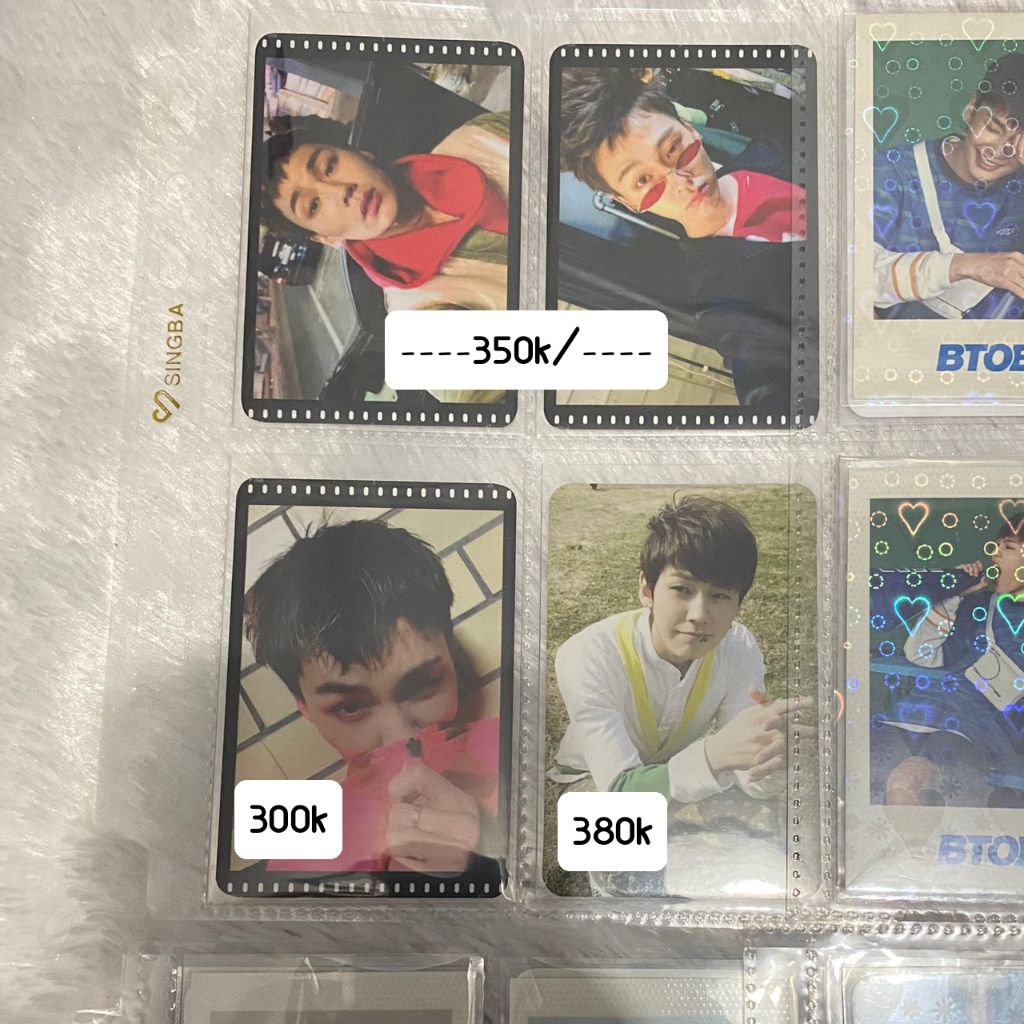 SINGBA
----350k/----
BTOB
300k
380k
BTOB